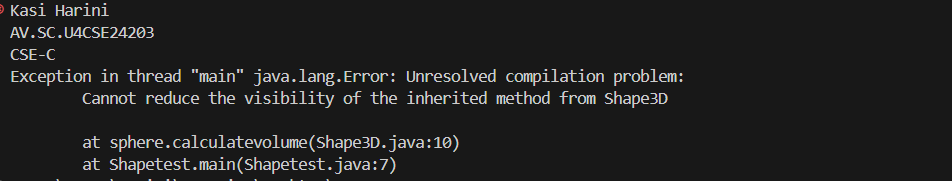 Kasi Harini
AV.SC.U4CSE24203
CSE-C
Exception in thread "main" java.lang.Error: Unresolved compilation problem:
        Cannot reduce the visibility of the inherited method from Shape3D

        at sphere.calculatevolume(Shape3D.java:10)
        at Shapetest.main(Shapetest.java:7)